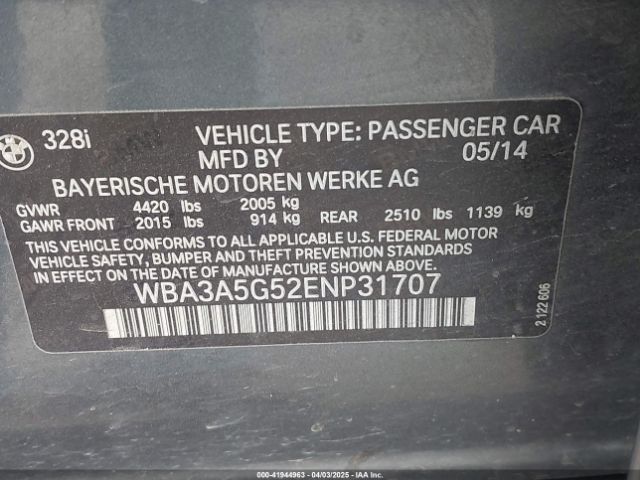 328i VEHICLE TYPE: PASSENGER CAR
MFD BY 05/14
BAYERISCHE MOTOREN WERKE AG
GVWR 4420 lbs 2005 kg
GAWR FRONT 2015 lbs 914 kg REAR 2510 lbs 1139 kg
THIS VEHICLE CONFORMS TO ALL APPLICABLE U.S. FEDERAL MOTOR
VEHICLE SAFETY, BUMPER AND THEFT PREVENTION STANDARDS
IN EFFECT ON THE DATE OF MANUFACTURE SHOWN ABOVE.
WBA3A5G52ENP31707
2 122 606
000-41944963 - 04/03/2025 - IAA Inc.